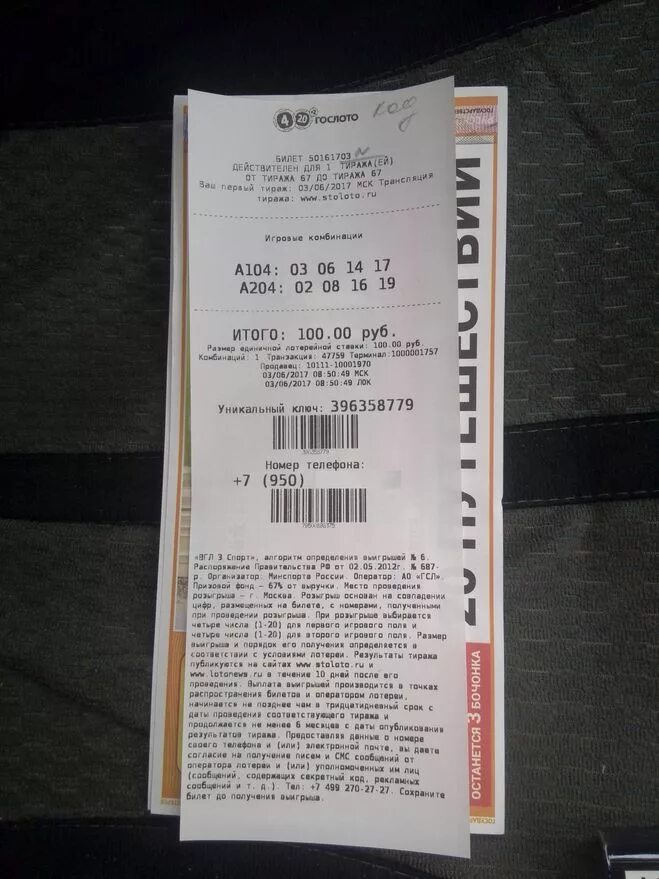 4 20 х2 ГОСЛОТО
код
БИЛЕТ 50161703
ДЕЙСТВИТЕЛЕН ДЛЯ 1 ТИРАЖА(ЕЙ)
ОТ ТИРАЖА 67 ДО ТИРАЖА 67
Ваш первый тираж: 03/06/2017 МСК Трансляция
тиража: www.stoloto.ru
Игровые комбинации
A104: 03 06 14 17
A204: 02 08 16 19
ИТОГО: 100.00 руб.
Размер единичной лотерейной ставки: 100.00 руб.
Комбинаций: 1 Транзакция: 47759 Терминал:1000001757
Продавец: 10111-10001970
03/06/2017 08:50:49 МСК
03/06/2017 08:50:49 ЛОК
Уникальный ключ: 396358779
396358779
Номер телефона:
+7 (950)
«ВГЛ 3 Спорт», алгоритм определения выигрышей № 6.
Распоряжение Правительства РФ от 02.05.2012г. № 687-
р. Организатор: Минспорта России. Оператор: АО «ГСЛ».
Призовой фонд – 67% от выручки. Место проведения
розыгрыша – г. Москва. Розыгрыш основан на совпадении
цифр, размещенных на билете, с номерами, полученными
при проведении розыгрыша. При розыгрыше выбирается
четыре числа (1-20) для первого игрового поля и
четыре числа (1-20) для второго игрового поля. Размер
выигрыша и порядок его получения определяется в
соответствии с условиями лотереи. Результаты тиража
публикуются на сайтах www.stoloto.ru и
www.lotonews.ru в течение 10 дней после его
проведения. Выплата выигрышей производится в точках
распространения билетов и оператором лотереи,
начинается не позднее чем в тридцатидневный срок с
даты проведения соответствующего тиража и
продолжается не менее 6 месяцев с даты опубликования
результатов тиража. Предоставляя данные о номере
своего телефона и (или) электронной почте, вы даете
согласие на получение писем и СМС сообщений от
оператора лотереи и (или) уполномоченных им лиц
(сообщений, содержащих секретный код, рекламных
сообщений и т. д.). Тел: +7 499 270-27-27. Сохраните
билет до получения выигрыша.
20 ПУТЕШЕСТВИЙ
ОСТАНЕТСЯ 3 БОЧОНКА